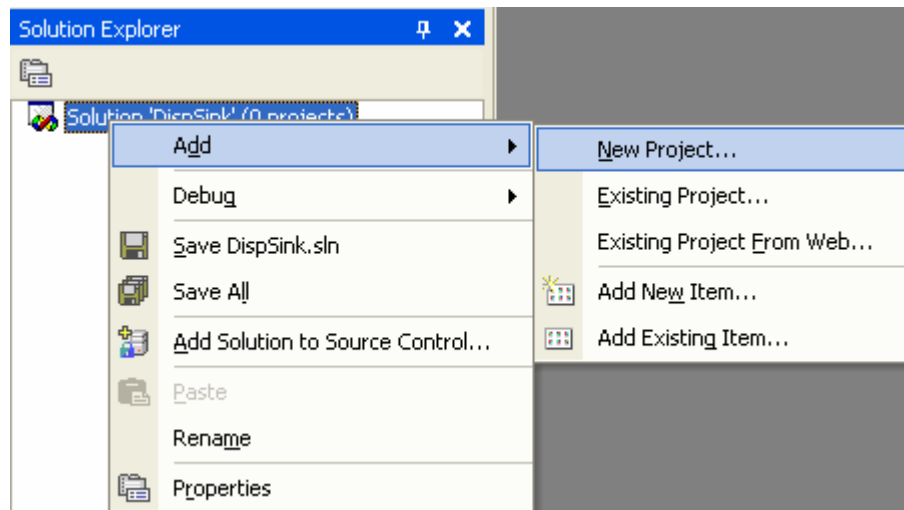 Solution Explorer
Solution 'DispSink' (0 projects)
Add
New Project...
Debug
Existing Project...
Save DispSink.sln
Existing Project From Web...
Save All
Add New Item...
Add Solution to Source Control...
Add Existing Item...
Paste
Rename
Properties